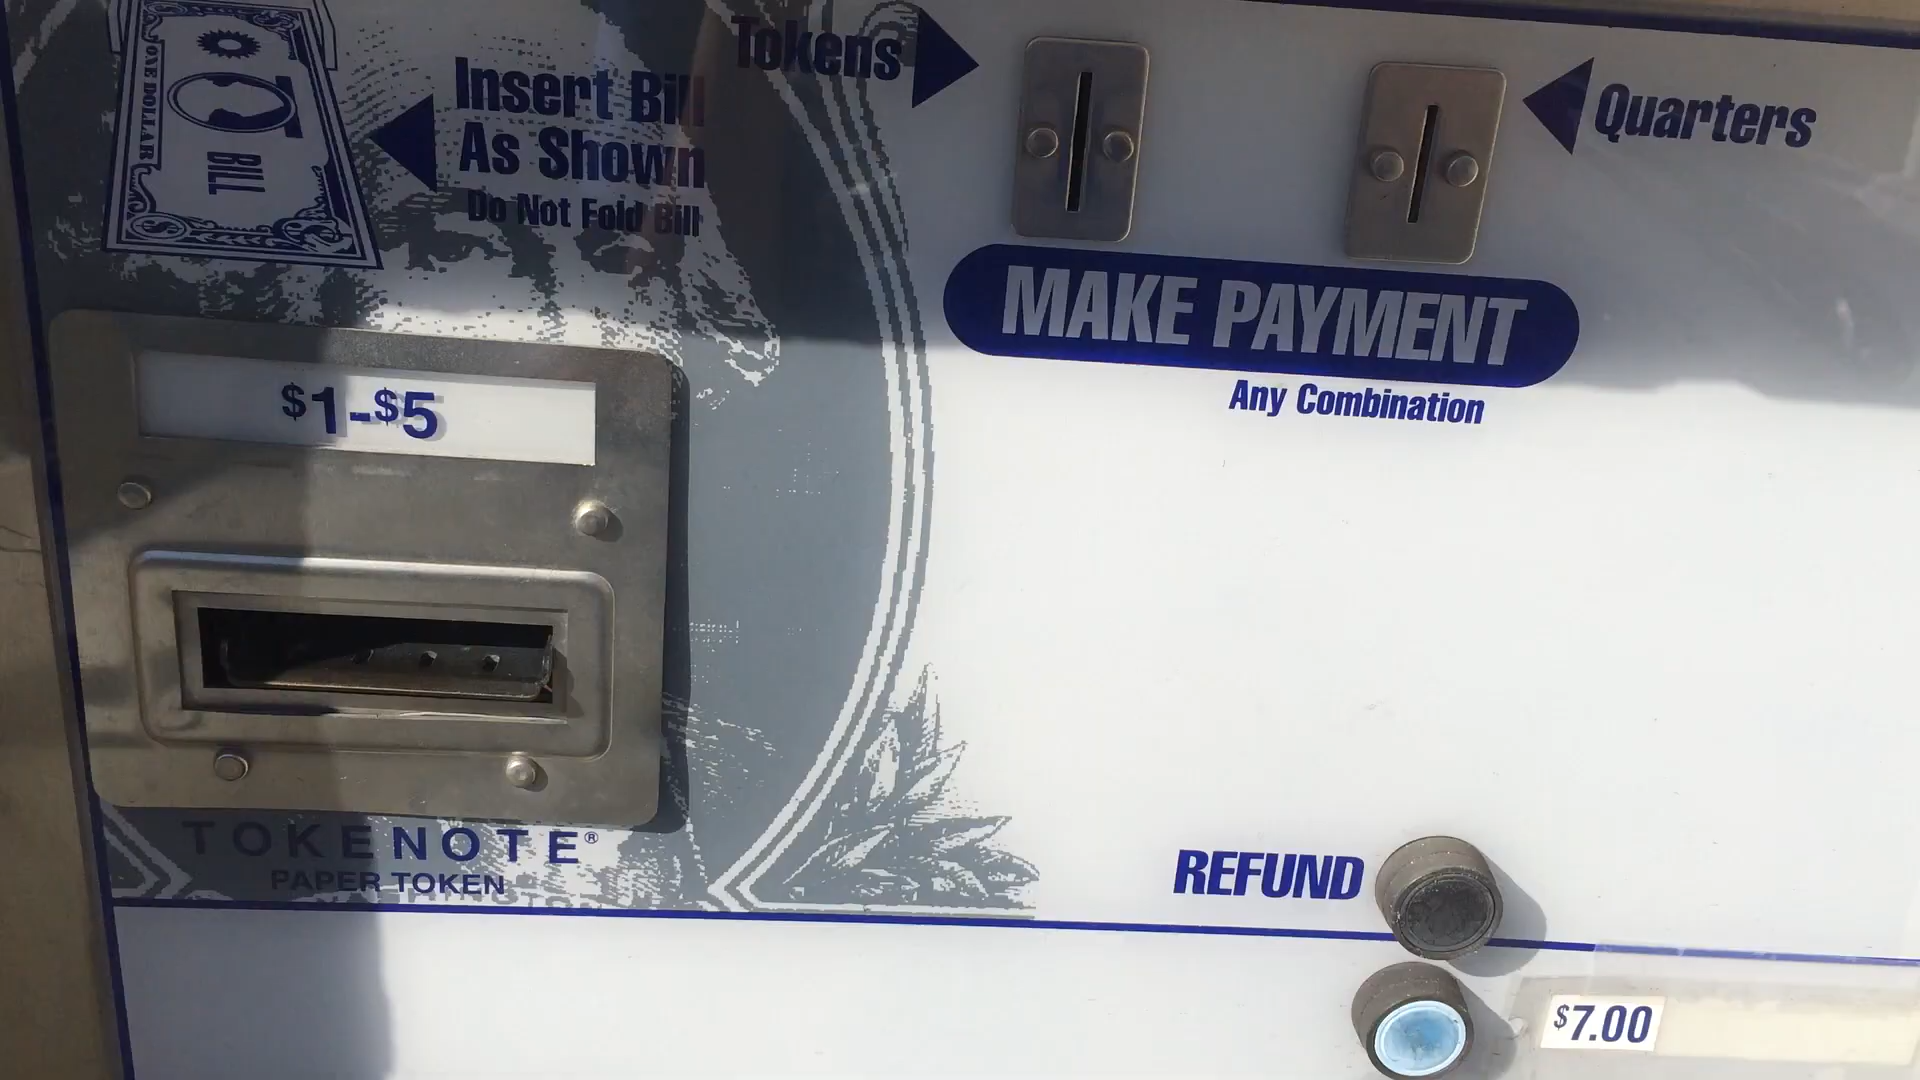 ONE DOLLAR
BILL
Insert Bill
As Shown
Do Not Fold Bill
Tokens
Quarters
MAKE PAYMENT
Any Combination
$1-$5
TOKENOTE®
PAPER TOKEN
WASHINGTON
REFUND
$7.00